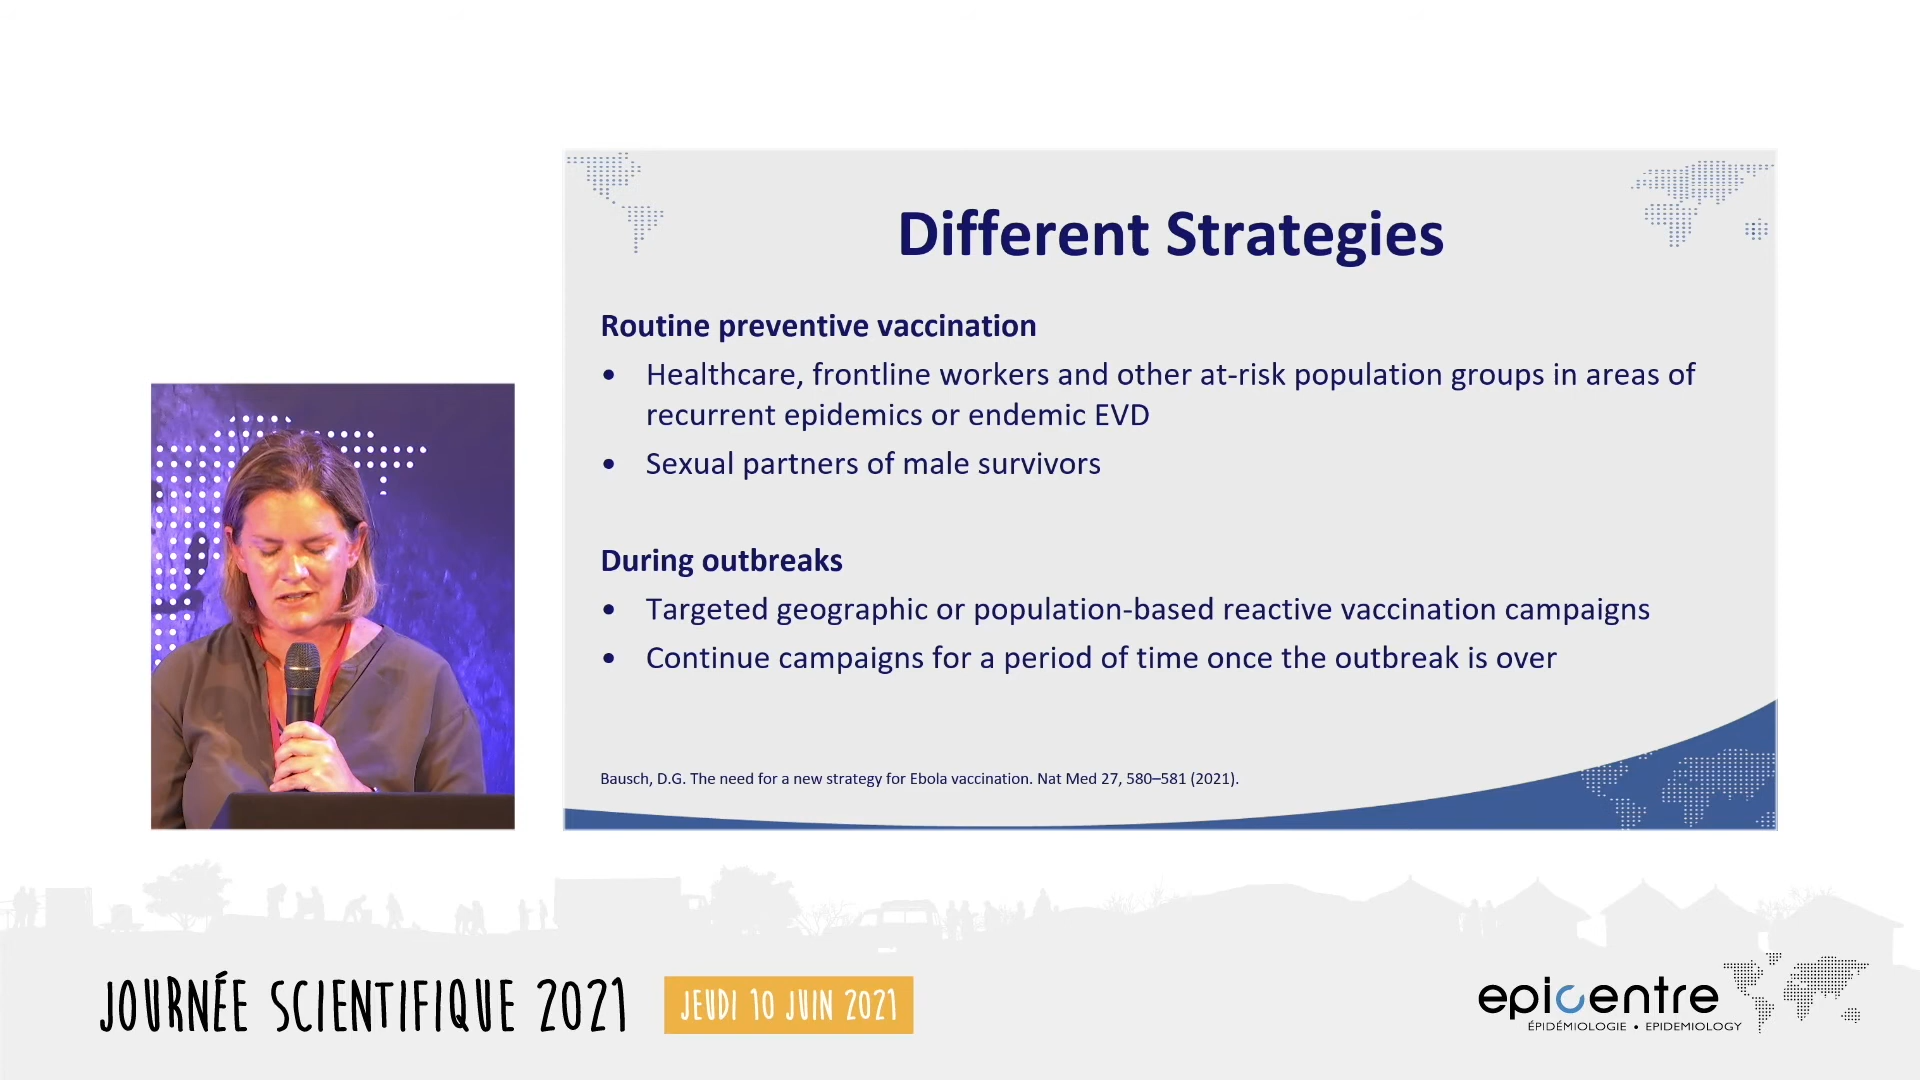 Different Strategies
Routine preventive vaccination
• Healthcare, frontline workers and other at-risk population groups in areas of
recurrent epidemics or endemic EVD
• Sexual partners of male survivors
During outbreaks
• Targeted geographic or population-based reactive vaccination campaigns
• Continue campaigns for a period of time once the outbreak is over
Bausch, D.G. The need for a new strategy for Ebola vaccination. Nat Med 27, 580–581 (2021).
JOURNÉE SCIENTIFIQUE 2021
JEUDI 10 JUIN 2021
epicentre
ÉPIDÉMIOLOGIE • EPIDEMIOLOGY